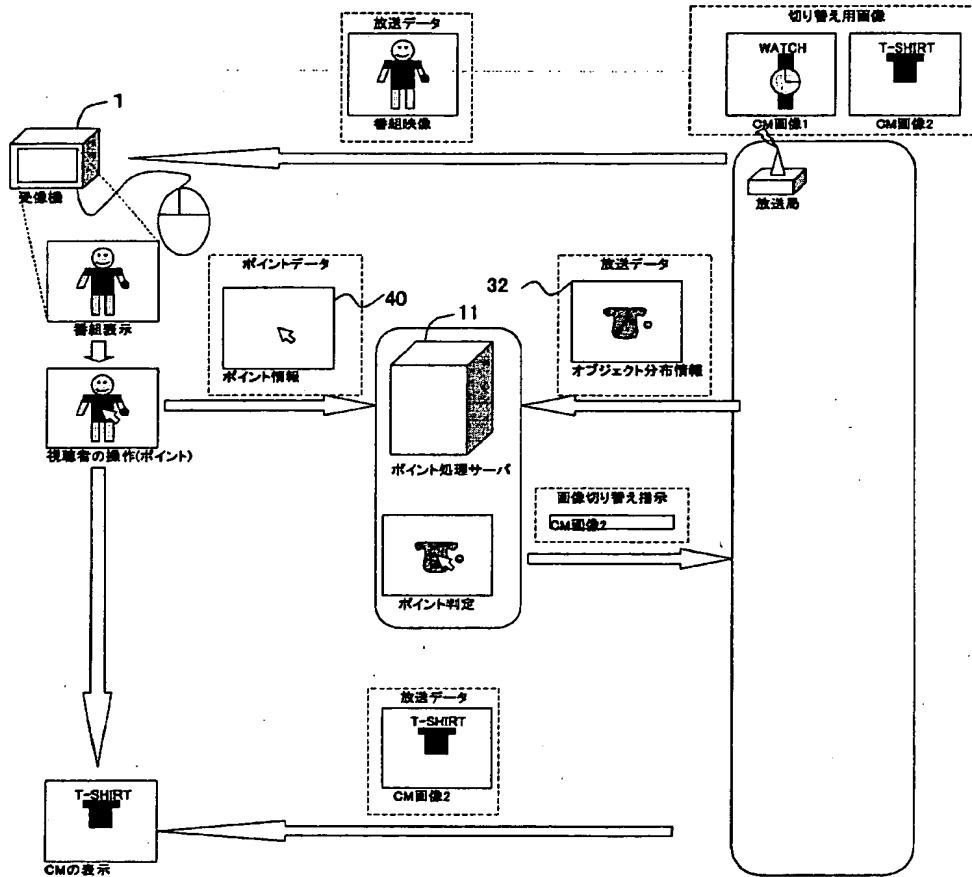 放送データ
番組映像
切り替え用画像
WATCH
CM画像1
T-SHIRT
CM画像2
1
受像機
放送局
番組表示
ポイントデータ
40
ポイント情報
11
32
放送データ
オブジェクト分布情報
視聴者の操作(ポイント)
ポイント処理サーバ
画像切り替え指示
CM画像2
ポイント判定
放送データ
T-SHIRT
CM画像2
T-SHIRT
CMの表示